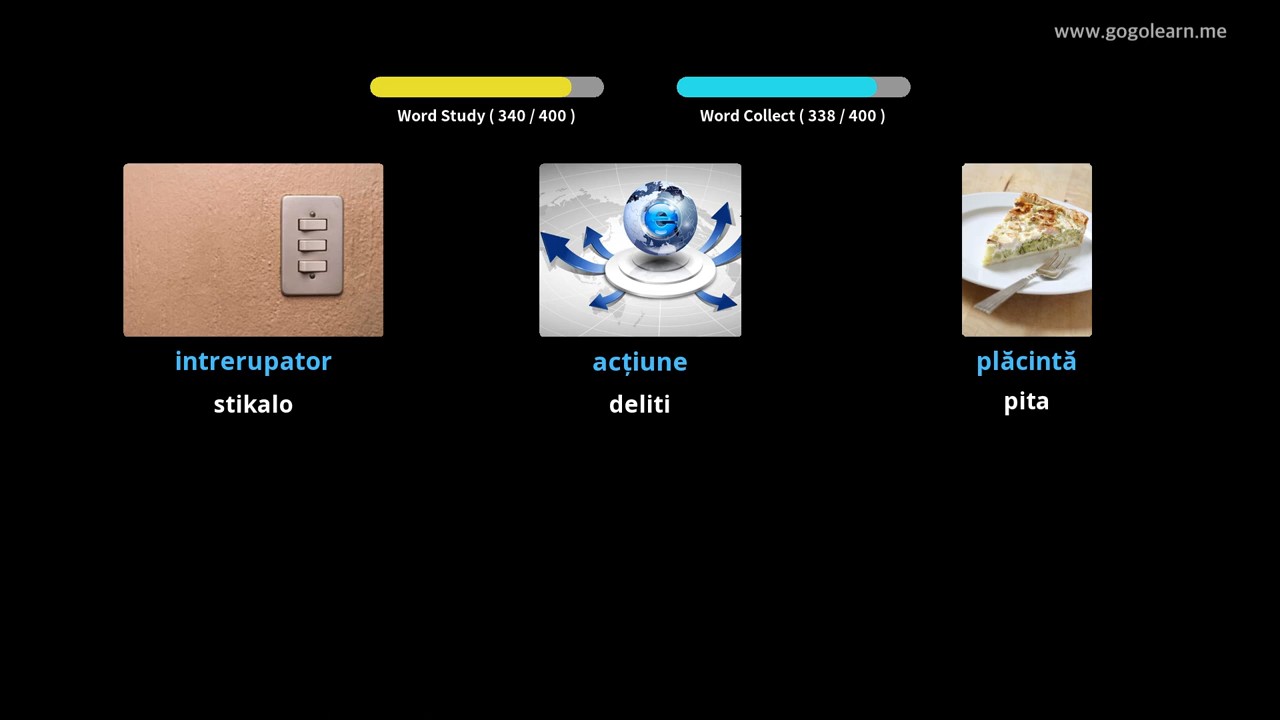 www.gogolearn.me
Word Study ( 340 / 400 )
Word Collect ( 338 / 400 )
e
intrerupator
acțiune
plăcintă
stikalo
deliti
pita